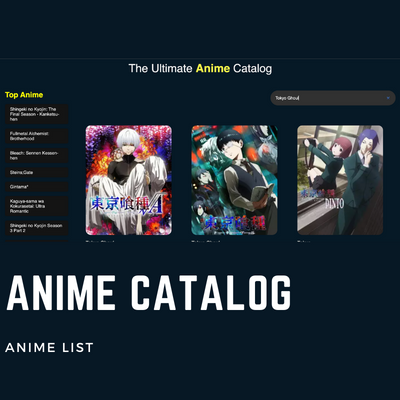 The Ultimate Anime Catalog
Top Anime
Tokyo Ghoul
Shingeki no Kyojin: The
Final Season - Kanketsu-
hen
Fullmetal Alchemist:
Brotherhood
Bleach: Sennen Kessen-
hen
Steins;Gate
Gintama°
Kaguya-sama wa
Kokurasetai: Ultra
Romantic
Shingeki no Kyojin Season
3 Part 2
東京喰種
東京喰種
東京喰種
PINTO
ANIME CATALOG
ANIME LIST